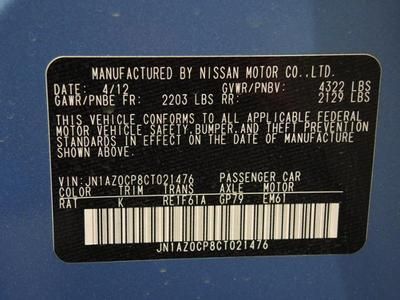 MANUFACTURED BY NISSAN MOTOR CO.,LTD.
DATE: 4/12 GVWR/PNBV: 4322 LBS
GAWR/PNBE FR: 2203 LBS RR: 2129 LBS
THIS VEHICLE CONFORMS TO ALL APPLICABLE FEDERAL
MOTOR VEHICLE SAFETY,BUMPER,AND THEFT PREVENTION
STANDARDS IN EFFECT ON THE DATE OF MANUFACTURE
SHOWN ABOVE.
VIN: JN1AZ0CP8CT021476 PASSENGER CAR
COLOR TRIM TRANS AXLE MOTOR
RAT K RE1F61A GP79 EM61
JN1AZ0CP8CT021476